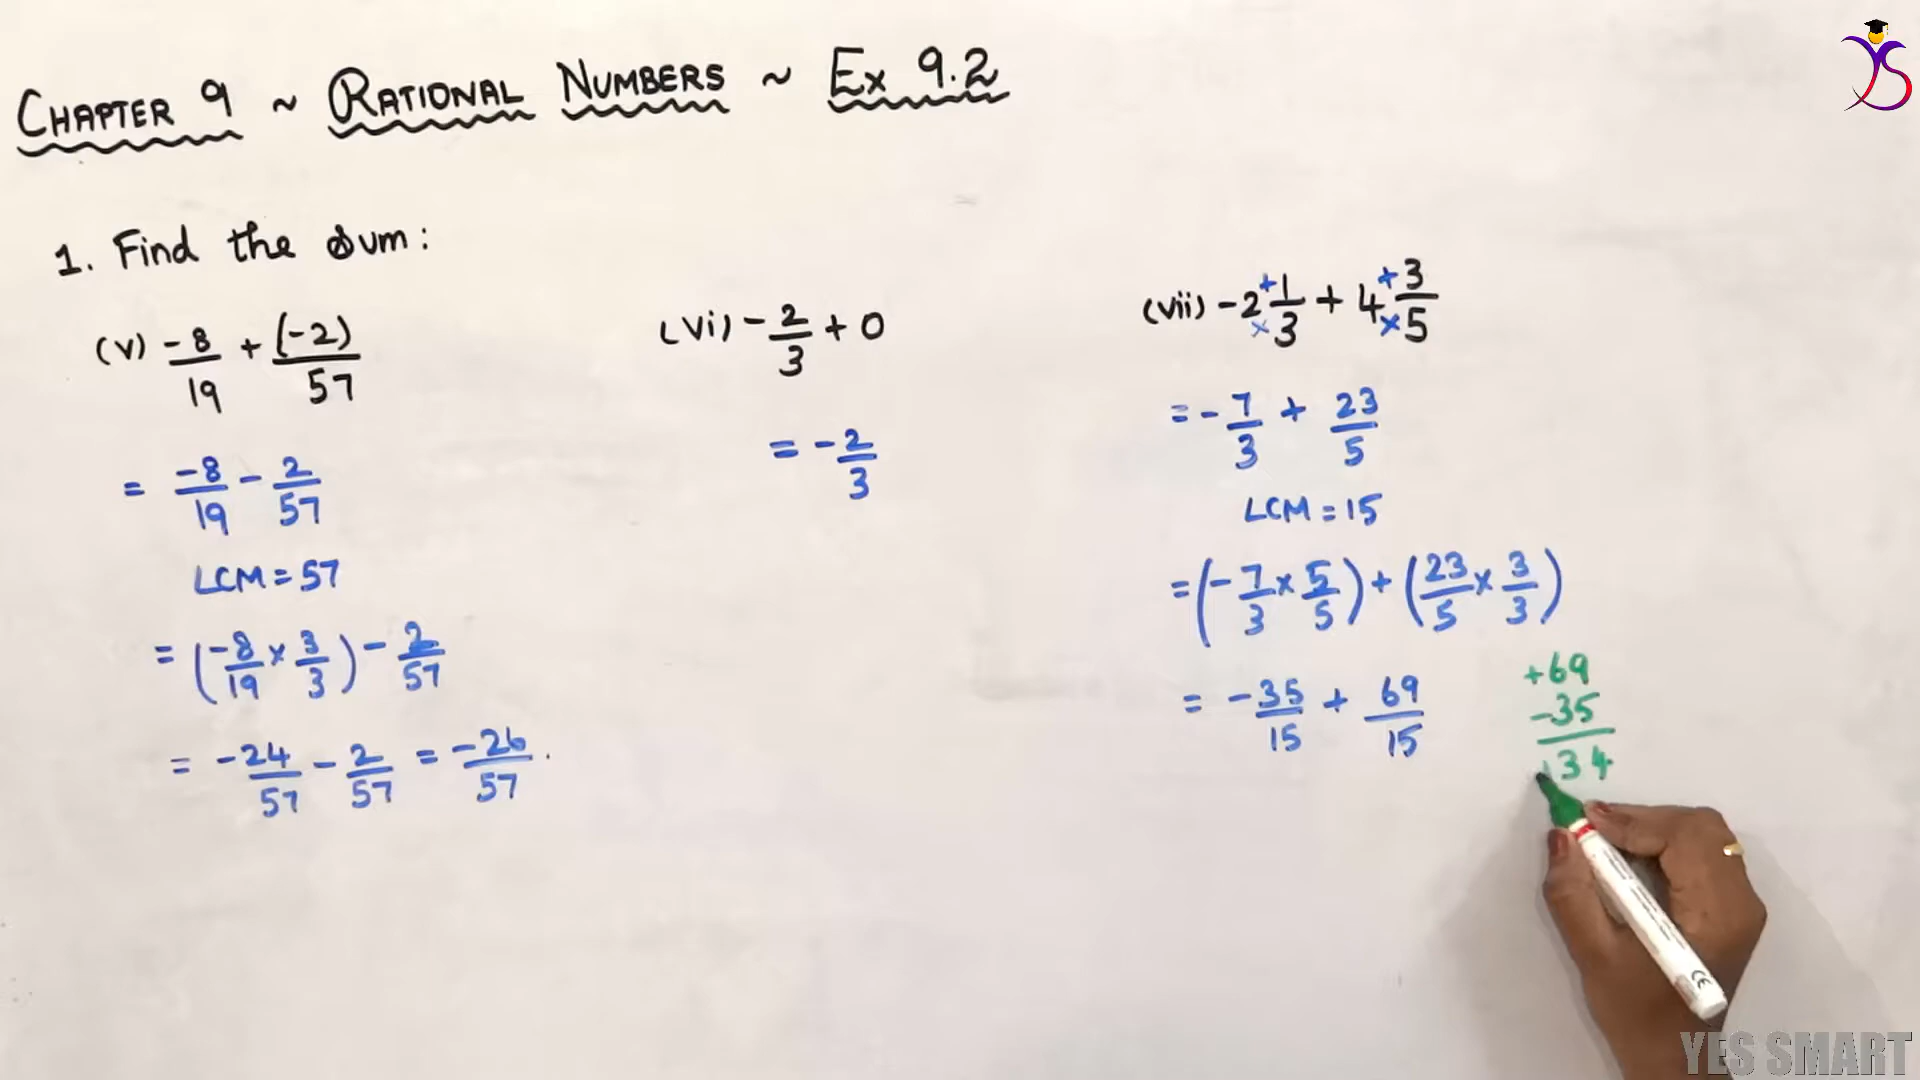 CHAPTER 9 ~ RATIONAL NUMBERS ~ Ex 9.2
1. Find the sum:
(v) -8/19 + (-2)/57
= -8/19 - 2/57
LCM = 57
= (-8/19 × 3/3) - 2/57
= -24/57 - 2/57 = -26/57.
(vi) -2/3 + 0
= -2/3
(vii) -2 1/3 + 4 3/5
+ +
× ×
= -7/3 + 23/5
LCM = 15
= (-7/3 × 5/5) + (23/5 × 3/3)
= -35/15 + 69/15
+69
-35
34
CE
YES SMART